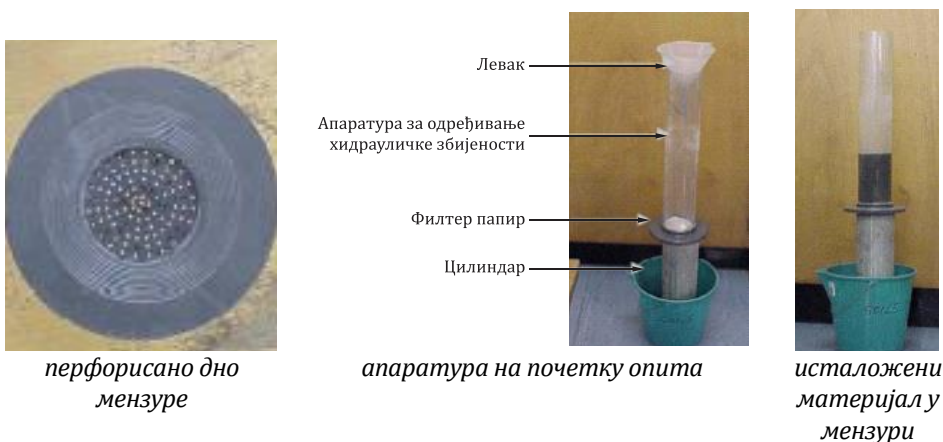 Левак
Апаратура за одређивање
хидрауличке збијености
Филтер папир
Цилиндар
перфорисано дно
мензуре
апаратура на почетку опита
исталожени
материјал у
мензури